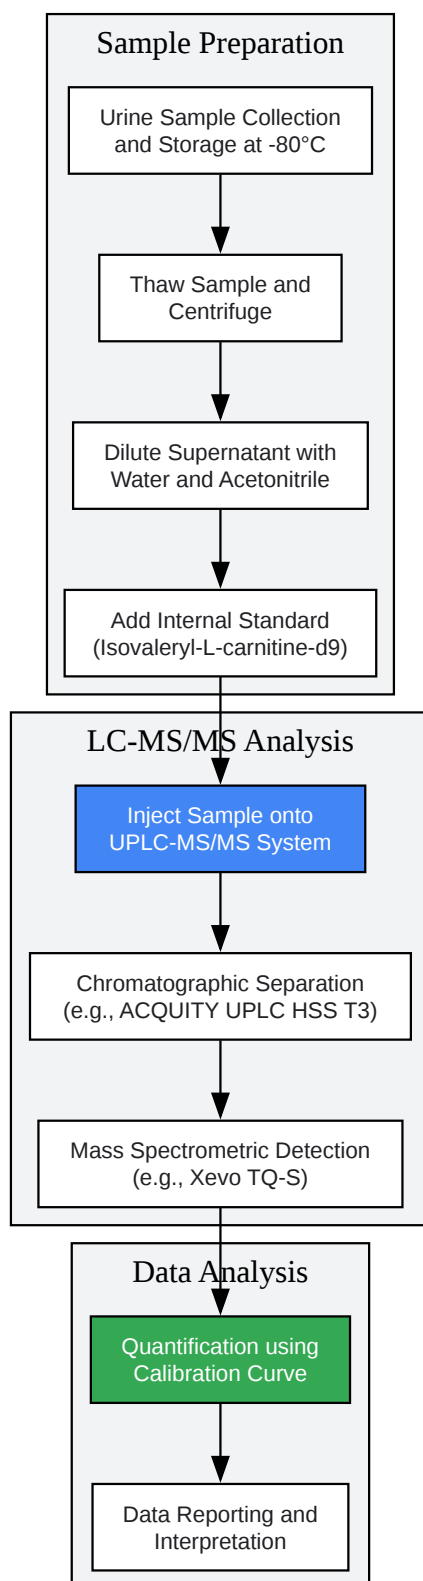 Sample Preparation
Urine Sample Collection
and Storage at -80°C
Thaw Sample and
Centrifuge
Dilute Supernatant with
Water and Acetonitrile
Add Internal Standard
(Isovaleryl-L-carnitine-d9)
LC-MS/MS Analysis
Inject Sample onto
UPLC-MS/MS System
Chromatographic Separation
(e.g., ACQUITY UPLC HSS T3)
Mass Spectrometric Detection
(e.g., Xevo TQ-S)
Data Analysis
Quantification using
Calibration Curve
Data Reporting and
Interpretation